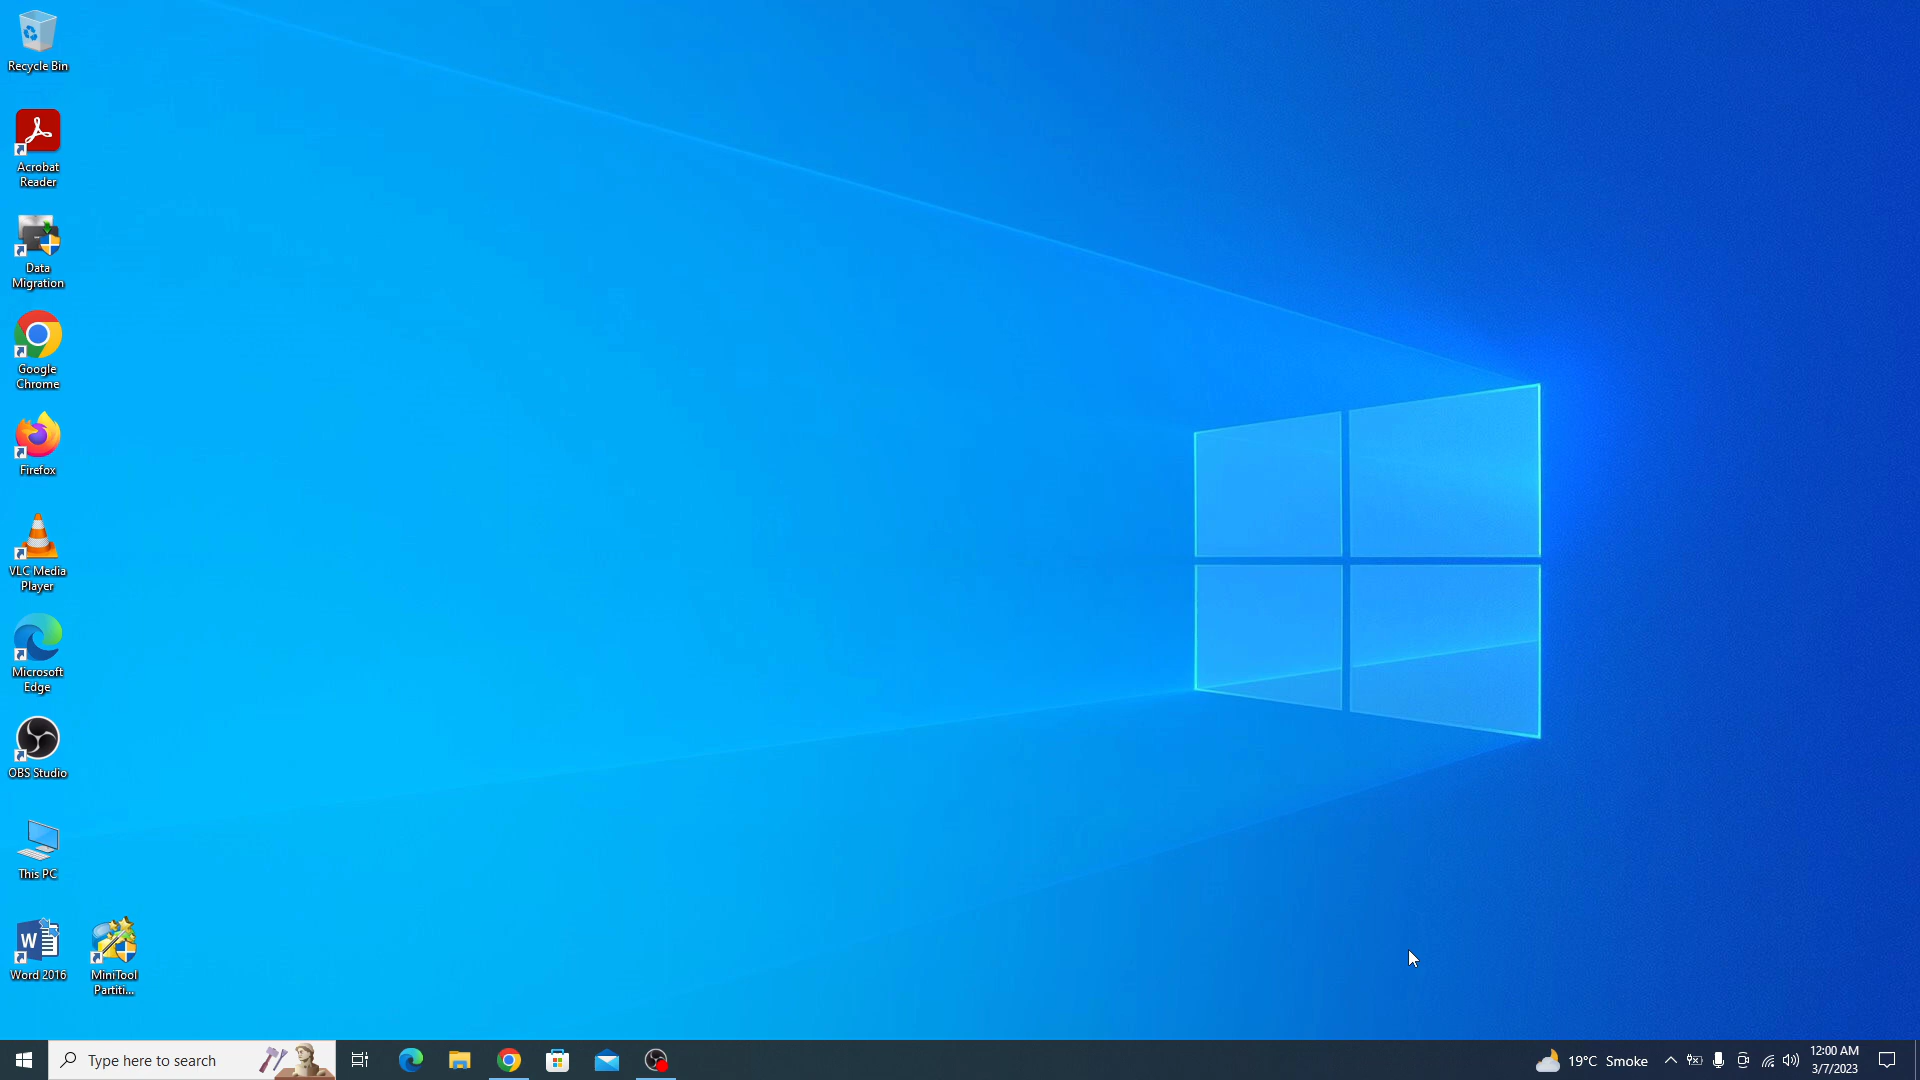 Recycle Bin
Acrobat
Reader
Data
Migration
Google
Chrome
Firefox
VLC Media
Player
Microsoft
Edge
OBS Studio
This PC
W
Word 2016
MiniTool
Partiti...
Type here to search
19°C Smoke
12:00 AM
3/7/2023